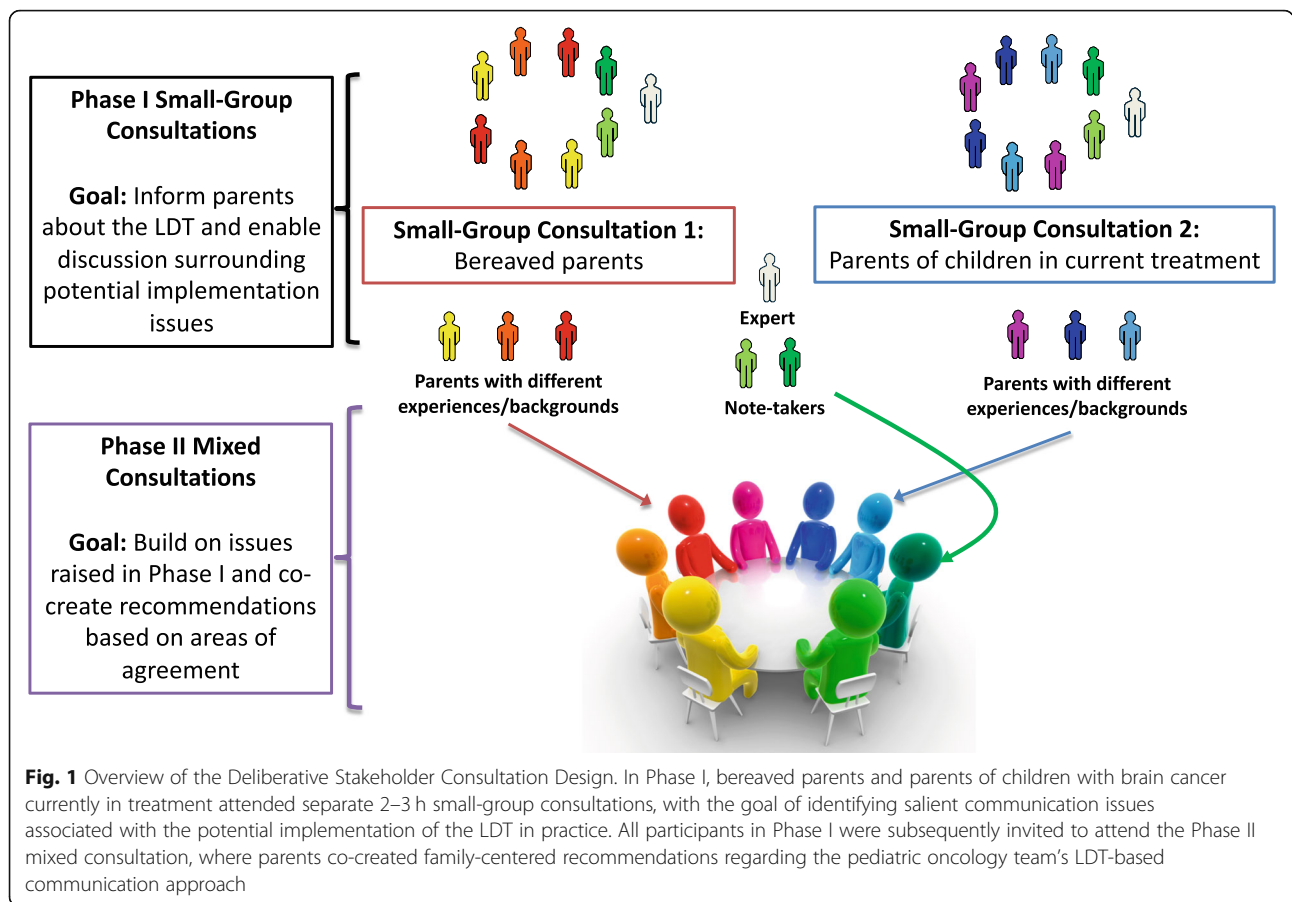 Phase I Small-Group
Consultations
Goal: Inform parents
about the LDT and enable
discussion surrounding
potential implementation
issues
Small-Group Consultation 1:
Bereaved parents
Small-Group Consultation 2:
Parents of children in current treatment
Expert
Parents with different
experiences/backgrounds
Note-takers
Parents with different
experiences/backgrounds
Phase II Mixed
Consultations
Goal: Build on issues
raised in Phase I and co-
create recommendations
based on areas of
agreement
Fig. 1 Overview of the Deliberative Stakeholder Consultation Design. In Phase I, bereaved parents and parents of children with brain cancer
currently in treatment attended separate 2–3 h small-group consultations, with the goal of identifying salient communication issues
associated with the potential implementation of the LDT in practice. All participants in Phase I were subsequently invited to attend the Phase II
mixed consultation, where parents co-created family-centered recommendations regarding the pediatric oncology team's LDT-based
communication approach